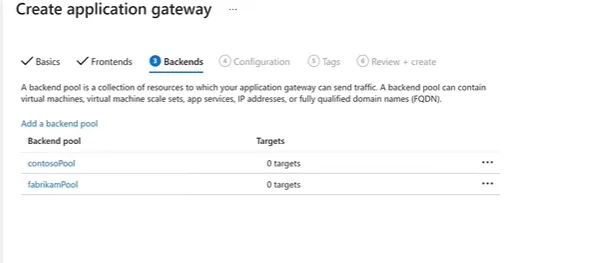 Create application gateway ...
Basics Frontends 3 Backends 4 Configuration 5 Tags 6 Review + create
A backend pool is a collection of resources to which your application gateway can send traffic. A backend pool can contain
virtual machines, virtual machine scale sets, app services, IP addresses, or fully qualified domain names (FQDN).
Add a backend pool
Backend pool Targets
contosoPool 0 targets ...
fabrikamPool 0 targets ...